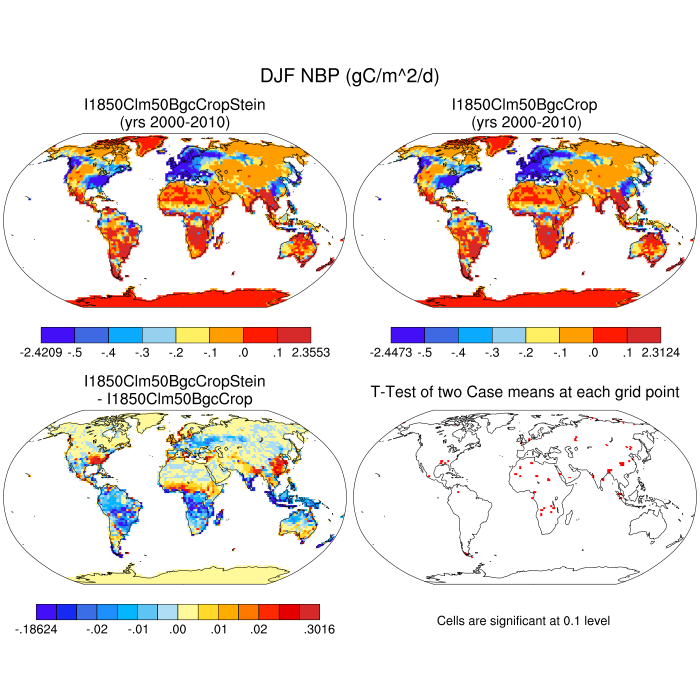 DJF NBP (gC/m^2/d)
I1850Clm50BgcCropStein
(yrs 2000-2010)
I1850Clm50BgcCrop
(yrs 2000-2010)
-2.4209 -.5 -.4 -.3 -.2 -.1 .0 .1 2.3553
-2.4473 -.5 -.4 -.3 -.2 -.1 .0 .1 2.3124
I1850Clm50BgcCropStein
- I1850Clm50BgcCrop
T-Test of two Case means at each grid point
-.18624 -.02 -.01 .00 .01 .02 .3016
Cells are significant at 0.1 level